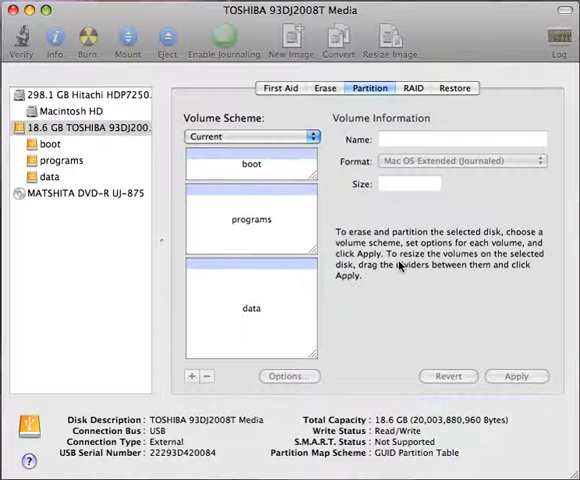 TOSHIBA 93DJ2008T Media
Verify Info Burn Mount Eject Enable Journaling New Image Convert Resize Image Log
298.1 GB Hitachi HDP7250.
Macintosh HD
18.6 GB TOSHIBA 93DJ200...
boot
programs
data
MATSHITA DVD-R UJ-875
First Aid Erase Partition RAID Restore
Volume Scheme:
Current
boot
programs
data
Options...
Volume Information
Name:
Format: Mac OS Extended (Journaled)
Size:
To erase and partition the selected disk, choose a
volume scheme, set options for each volume, and
click Apply. To resize the volumes on the selected
disk, drag the dividers between them and click
Apply.
Revert Apply
Disk Description : TOSHIBA 93DJ2008T Media
Connection Bus : USB
Connection Type : External
USB Serial Number : 22293D420084
Total Capacity : 18.6 GB (20,003,880,960 Bytes)
Write Status : Read/Write
S.M.A.R.T. Status : Not Supported
Partition Map Scheme : GUID Partition Table